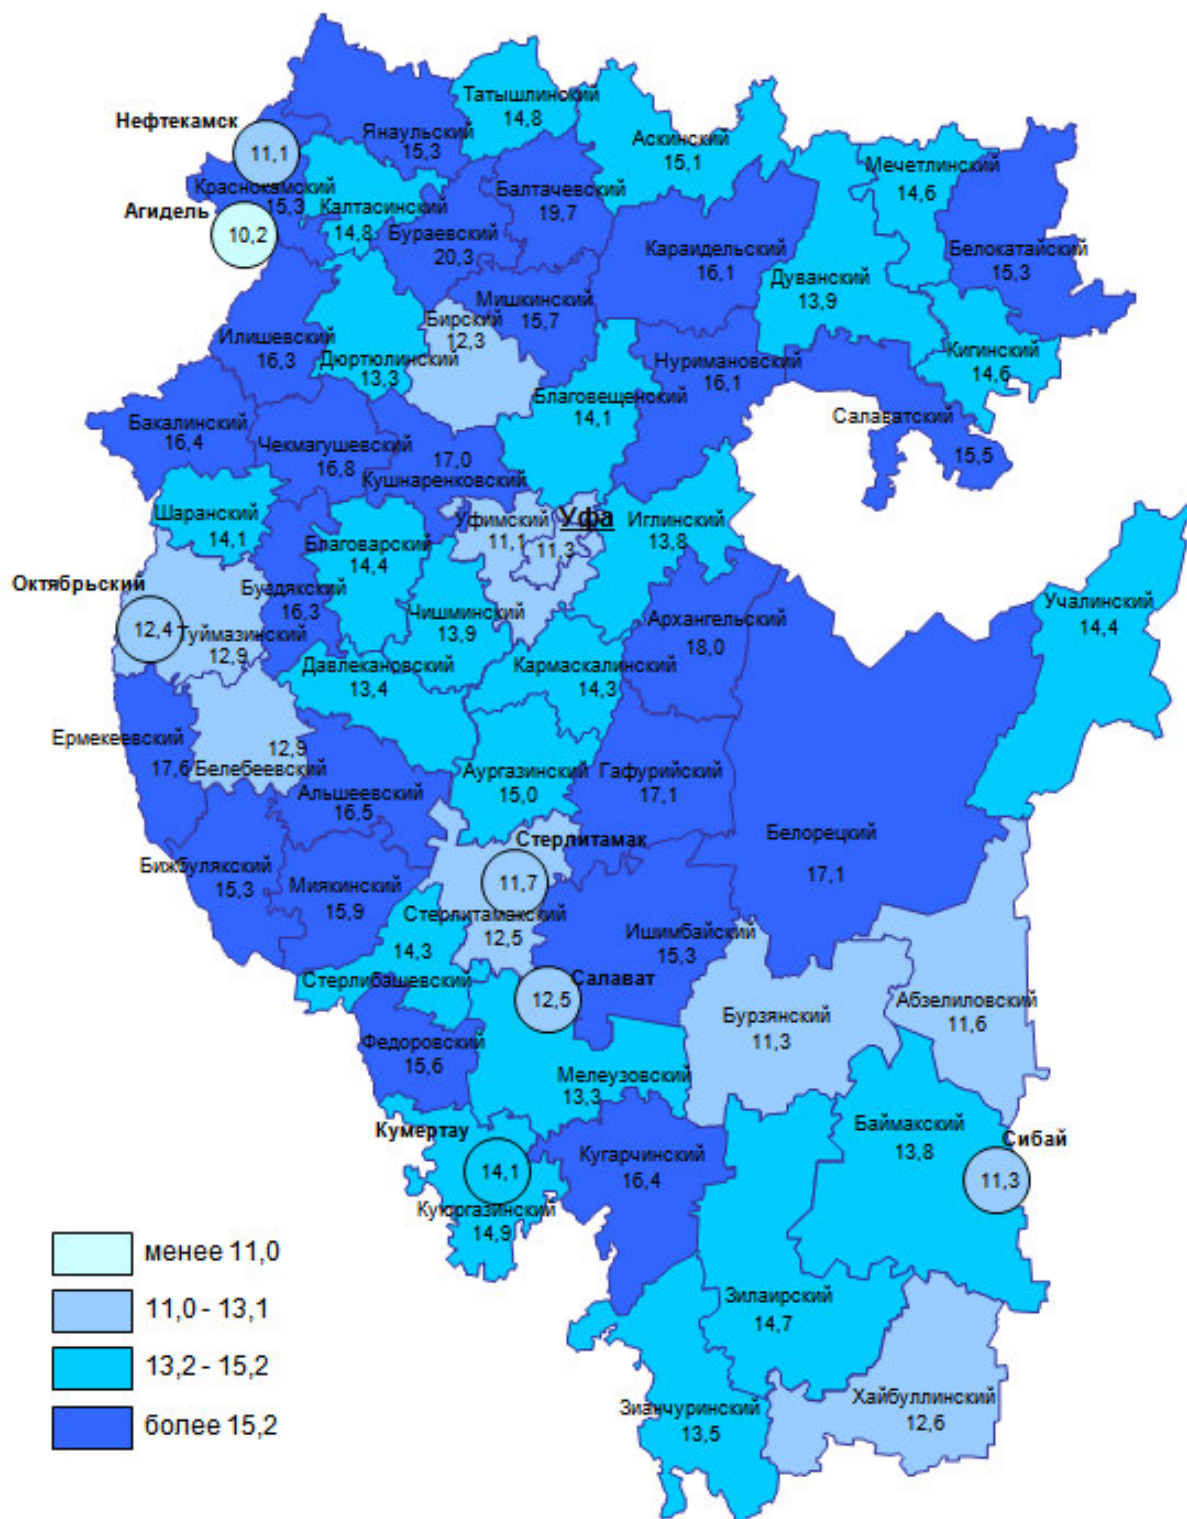 Татышлинский
14,8
Нефтекамск
11,1
Янаульский
15,3
Аскинский
15,1
Мечетлинский
14,6
Краснокамский
15,3
Балтачевский
19,7
Калтасинский
14,8
Агидель
10,2
Бураевский
20,3
Караидельский
16,1
Белокатайский
15,3
Дуванский
13,9
Мишкинский
15,7
Бирский
12,3
Илишевский
16,3
Дюртюлинский
13,3
Нуримановский
16,1
Кигинский
14,6
Благовещенский
14,1
Салаватский
15,5
Бакалинский
16,4
Чекмагушевский
16,8
17,0
Кушнаренковский
Шаранский
14,1
Уфимский
11,1
Уфа
11,3
Иглинский
13,8
Благоварский
14,4
Октябрьский
12,4
Буздякский
16,3
Чишминский
13,9
Архангельский
18,0
Учалинский
14,4
Туймазинский
12,9
Давлекановский
13,4
Кармаскалинский
14,3
Ермекеевский
17,6
12,9
Белебеевский
Альшеевский
16,5
Аургазинский
15,0
Гафурийский
17,1
Белорецкий
17,1
Стерлитамак
11,7
Бижбулякский
15,3
Миякинский
15,9
Стерлитамакский
12,5
14,3
Стерлибашевский
Ишимбайский
15,3
Салават
12,5
Бурзянский
11,3
Абзелиловский
11,6
Федоровский
15,6
Мелеузовский
13,3
Кумертау
14,1
Баймакский
13,8
Сибай
11,3
Кугарчинский
16,4
Куюргазинский
14,9
менее 11,0
11,0 - 13,1
13,2 - 15,2
более 15,2
Зилаирский
14,7
Зианчуринский
13,5
Хайбуллинский
12,6